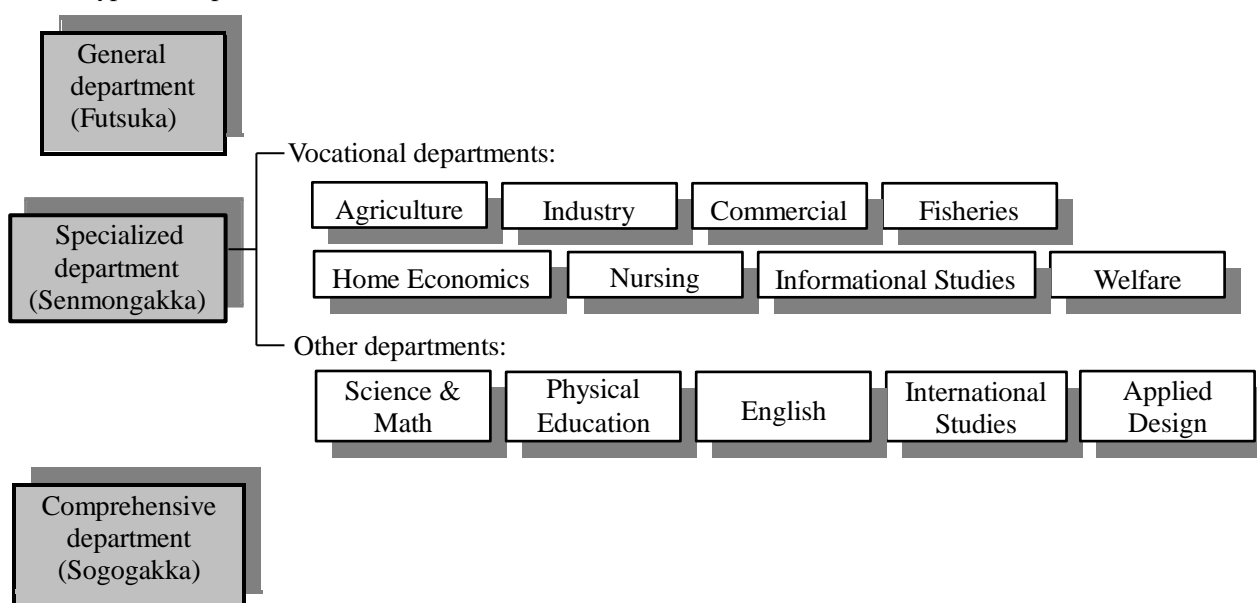 General
department
(Futsuka)
Vocational departments:
Agriculture Industry Commercial Fisheries
Specialized
department
(Senmongakka)
Home Economics Nursing Informational Studies Welfare
Other departments:
Science &
Math
Physical
Education
English
International
Studies
Applied
Design
Comprehensive
department
(Sogogakka)